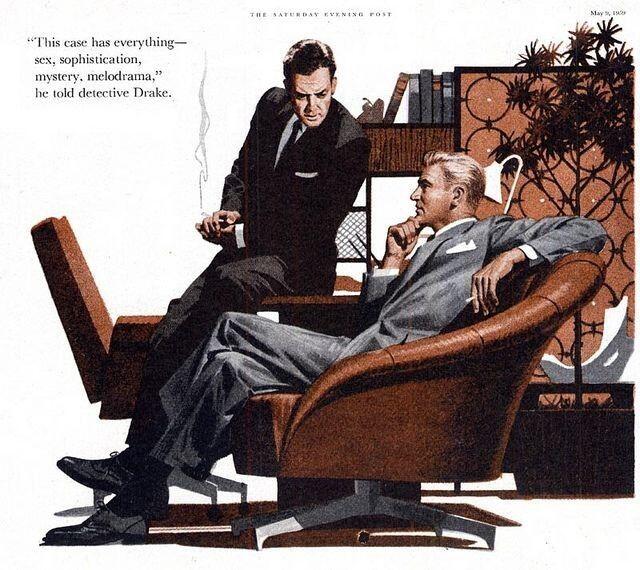 THE SATURDAY EVENING POST
May 9, 1959
“This case has everything—
sex, sophistication,
mystery, melodrama,”
he told detective Drake.